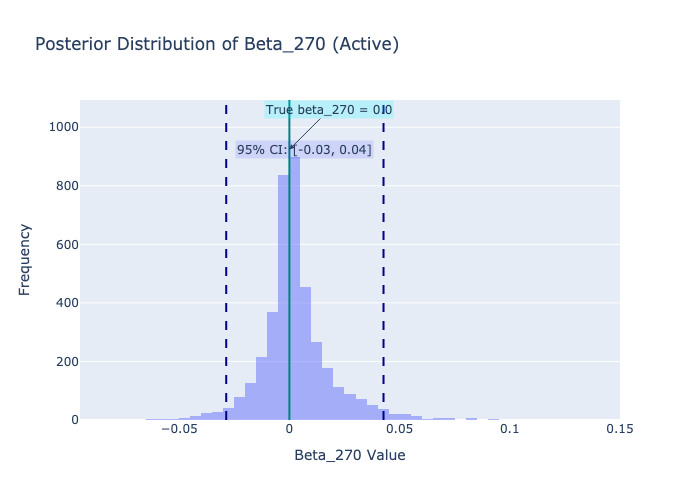 Posterior Distribution of Beta_270 (Active)
True beta_270 = 0.0
95% CI: [-0.03, 0.04]
1000
800
600
400
200
0
Frequency
−0.05
0
0.05
0.1
0.15
Beta_270 Value